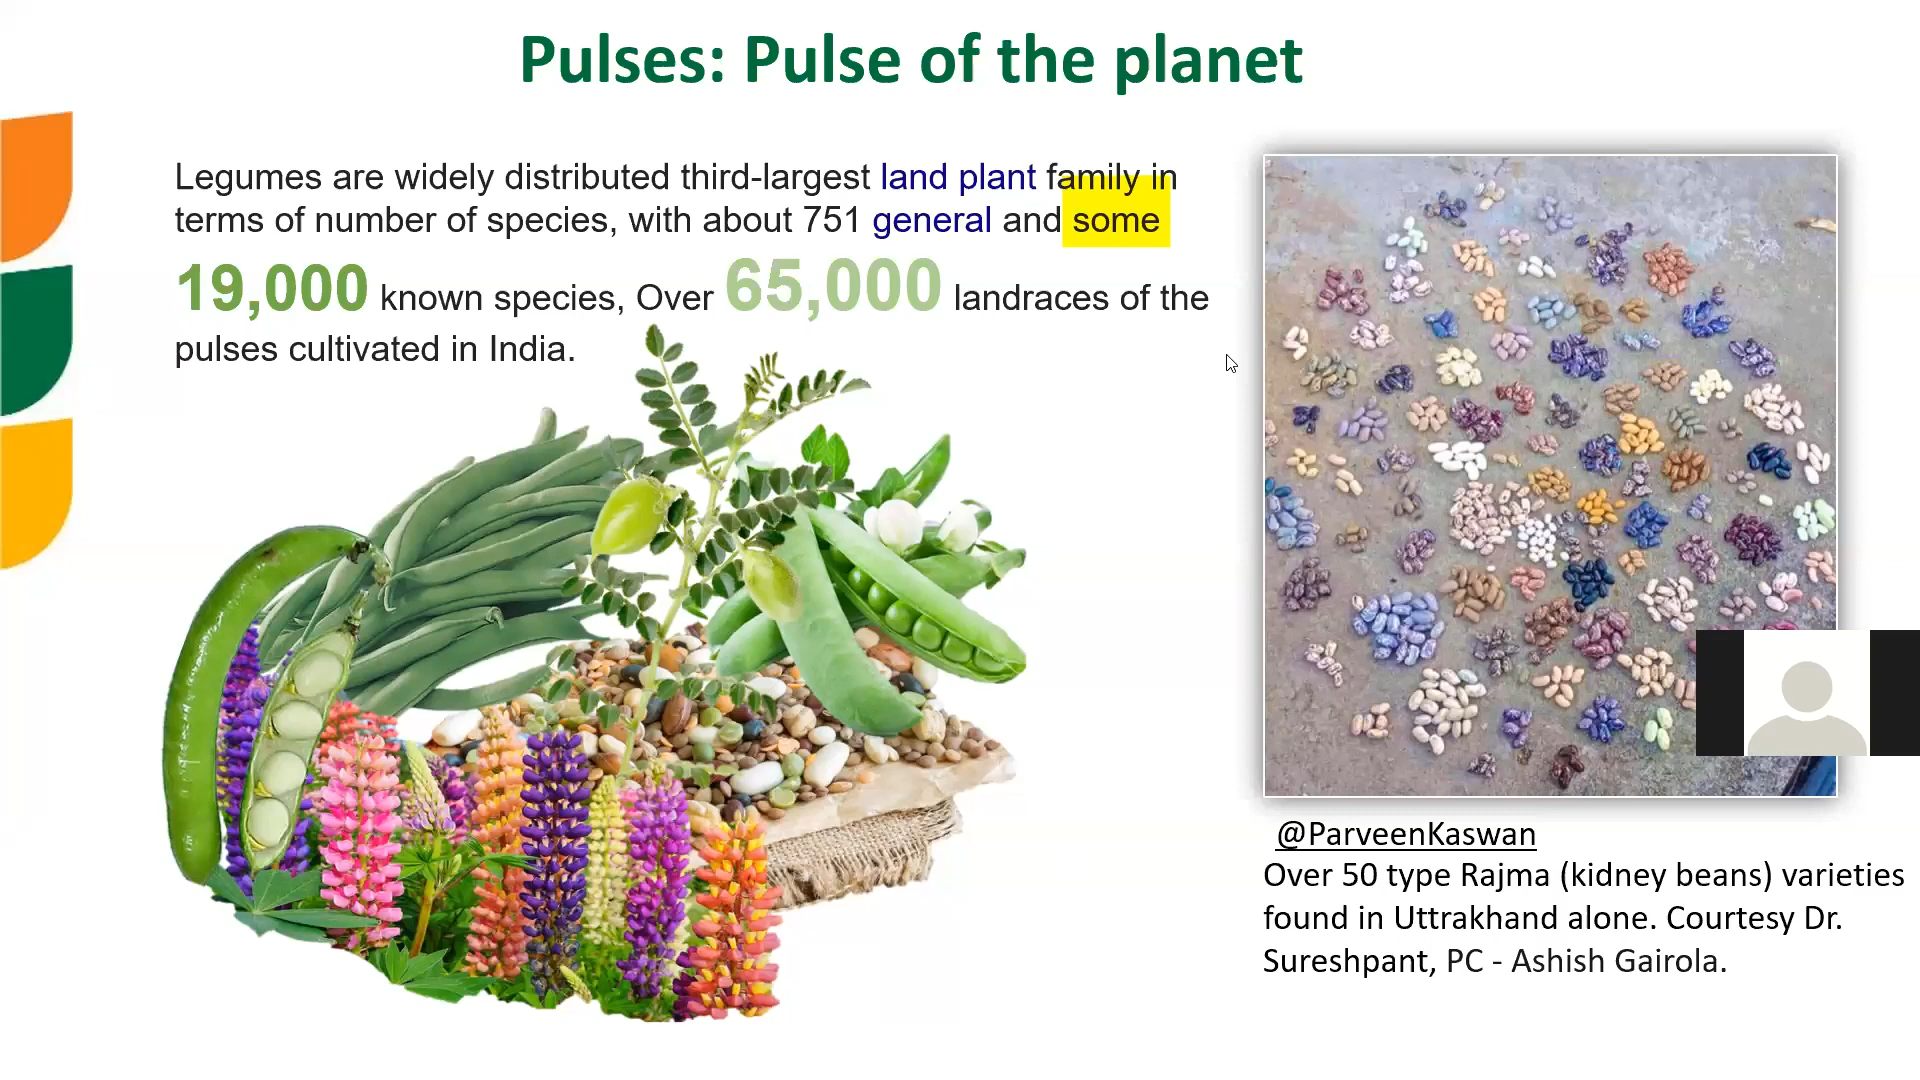 Pulses: Pulse of the planet
Legumes are widely distributed third-largest land plant family in
terms of number of species, with about 751 general and some
19,000 known species, Over 65,000 landraces of the
pulses cultivated in India.
@ParveenKaswan
Over 50 type Rajma (kidney beans) varieties
found in Uttrakhand alone. Courtesy Dr.
Sureshpant, PC - Ashish Gairola.